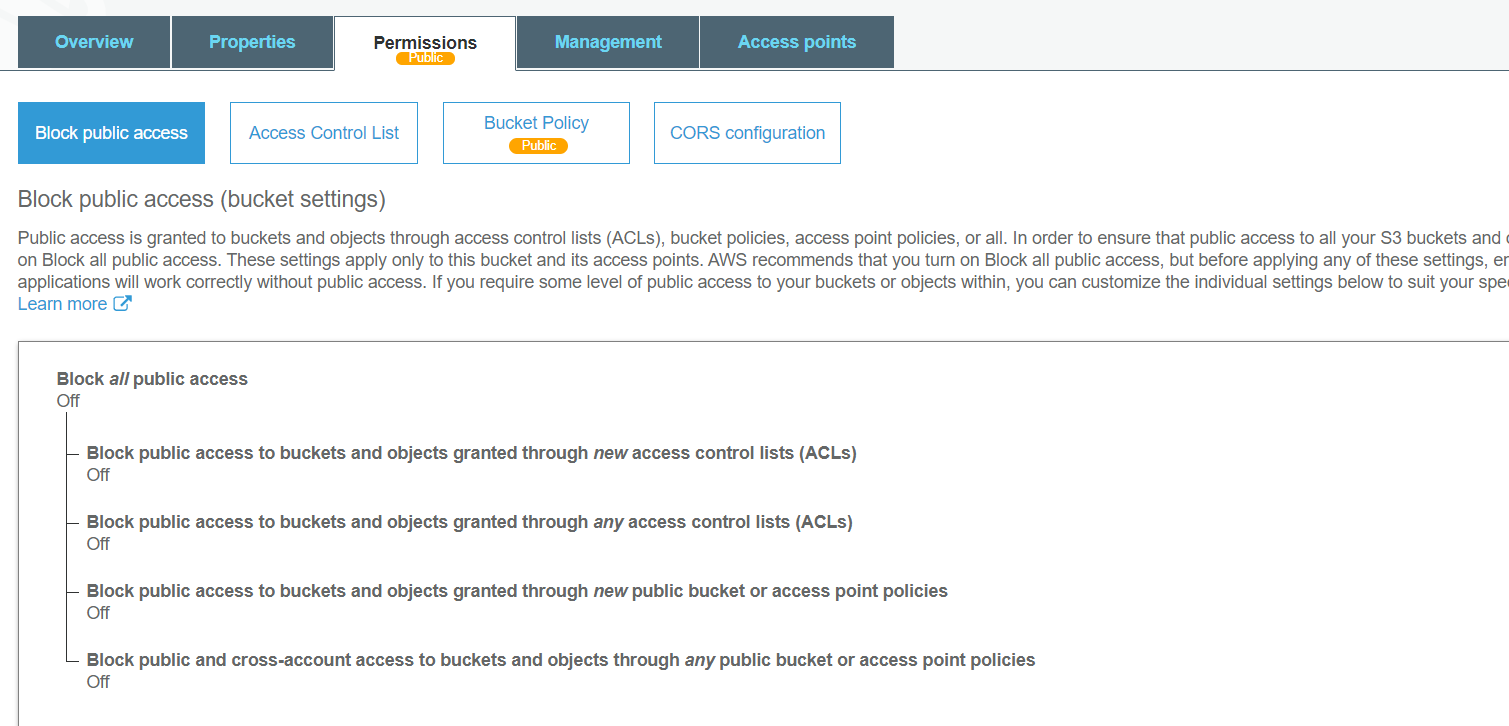 Overview
Properties
Permissions
Public
Management
Access points
Block public access
Access Control List
Bucket Policy
Public
CORS configuration
Block public access (bucket settings)
Public access is granted to buckets and objects through access control lists (ACLs), bucket policies, access point policies, or all. In order to ensure that public access to all your S3 buckets and
on Block all public access. These settings apply only to this bucket and its access points. AWS recommends that you turn on Block all public access, but before applying any of these settings,
applications will work correctly without public access. If you require some level of public access to your buckets or objects within, you can customize the individual settings below to suit your
Learn more
Block all public access
Off
Block public access to buckets and objects granted through new access control lists (ACLs)
Off
Block public access to buckets and objects granted through any access control lists (ACLs)
Off
Block public access to buckets and objects granted through new public bucket or access point policies
Off
Block public and cross-account access to buckets and objects through any public bucket or access point policies
Off